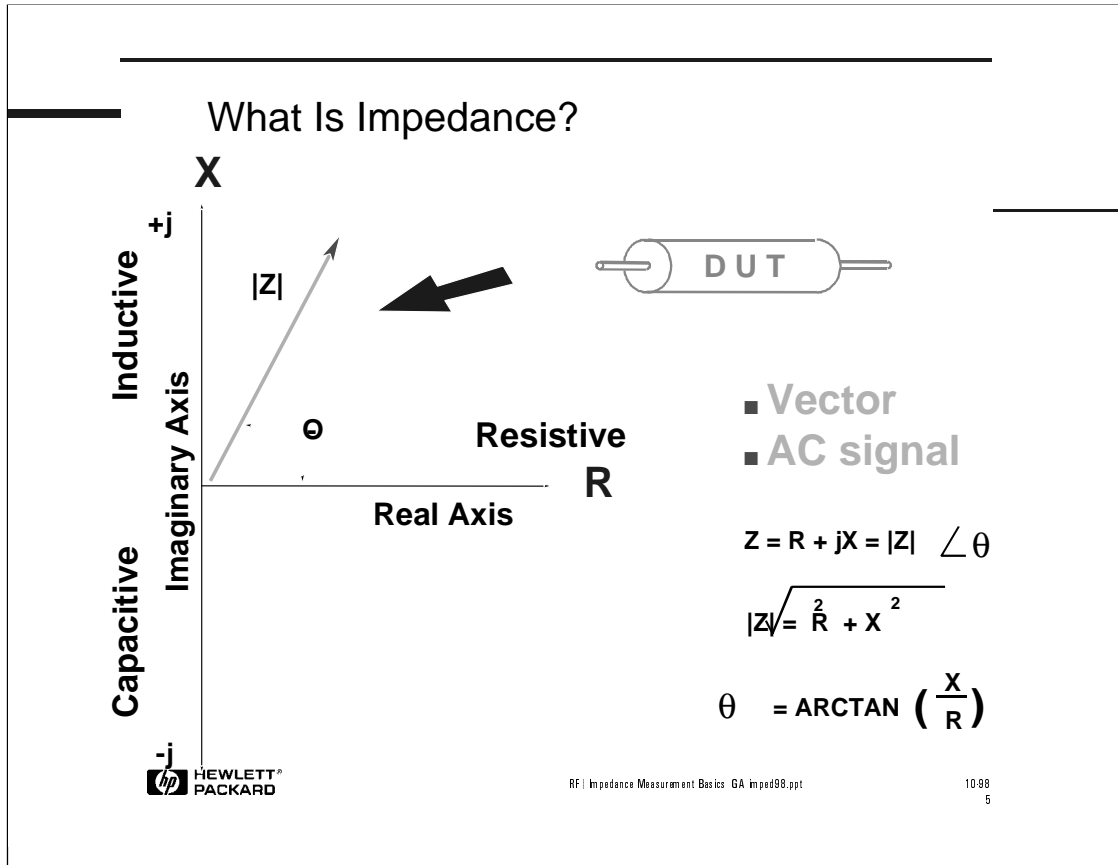 What Is Impedance?
X
+j
Inductive
|Z|
D U T
Imaginary Axis
Θ
Resistive
R
Real Axis
Capacitive
-j
■ Vector
■ AC signal
Z = R + jX = |Z| ∠ θ
|Z| = √ R² + X²
θ = ARCTAN ( X / R )
hp HEWLETT®
PACKARD
RF | Impedance Measurement Basics GA imped98.ppt
10-98
5